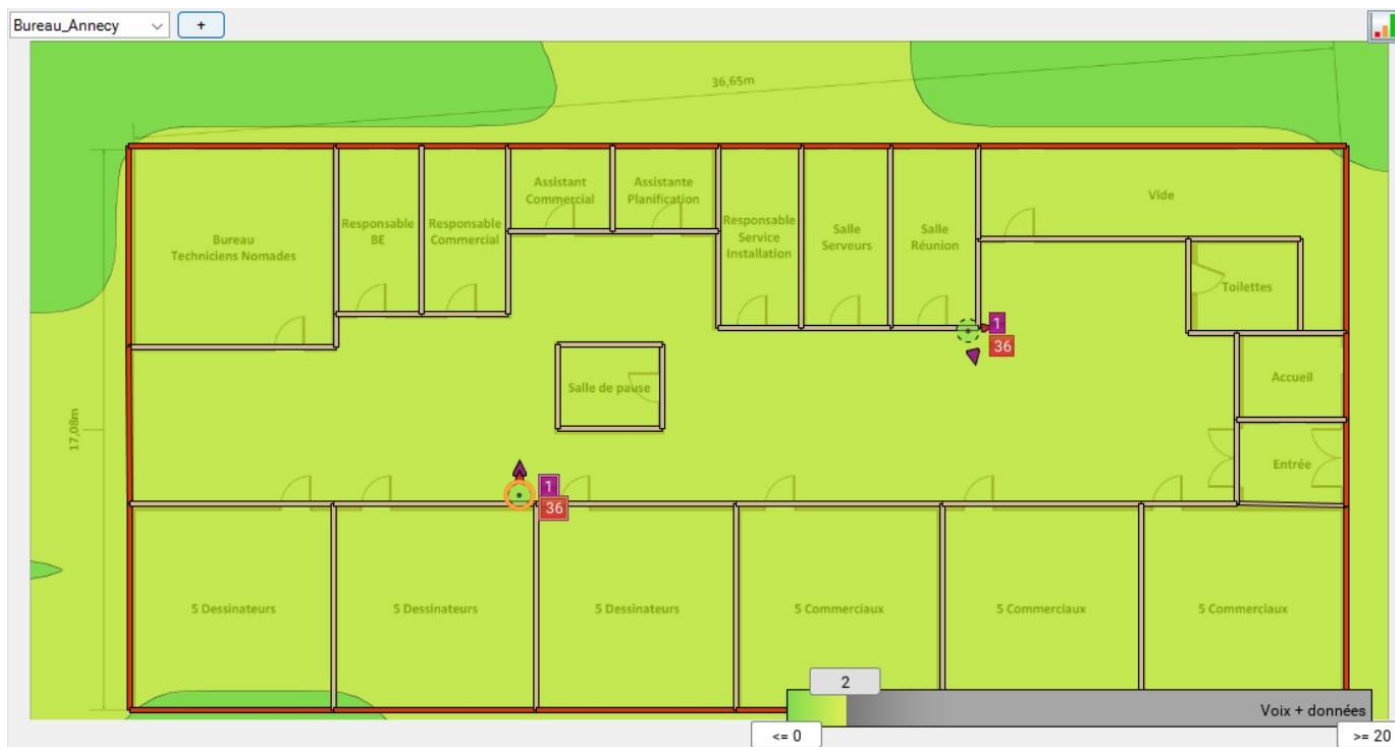 Bureau_Annecy
+
36,65m
17,08m
Bureau
Techniciens Nomades
Responsable
BE
Responsable
Commercial
Assistant
Commercial
Assistante
Planification
Responsable
Service
Installation
Salle
Serveurs
Salle
Réunion
Vide
Toilettes
1
36
Salle de pause
Accueil
Entrée
1
36
5 Dessinateurs
5 Dessinateurs
5 Dessinateurs
5 Commerciaux
5 Commerciaux
5 Commerciaux
2
Voix + données
<= 0
>= 20